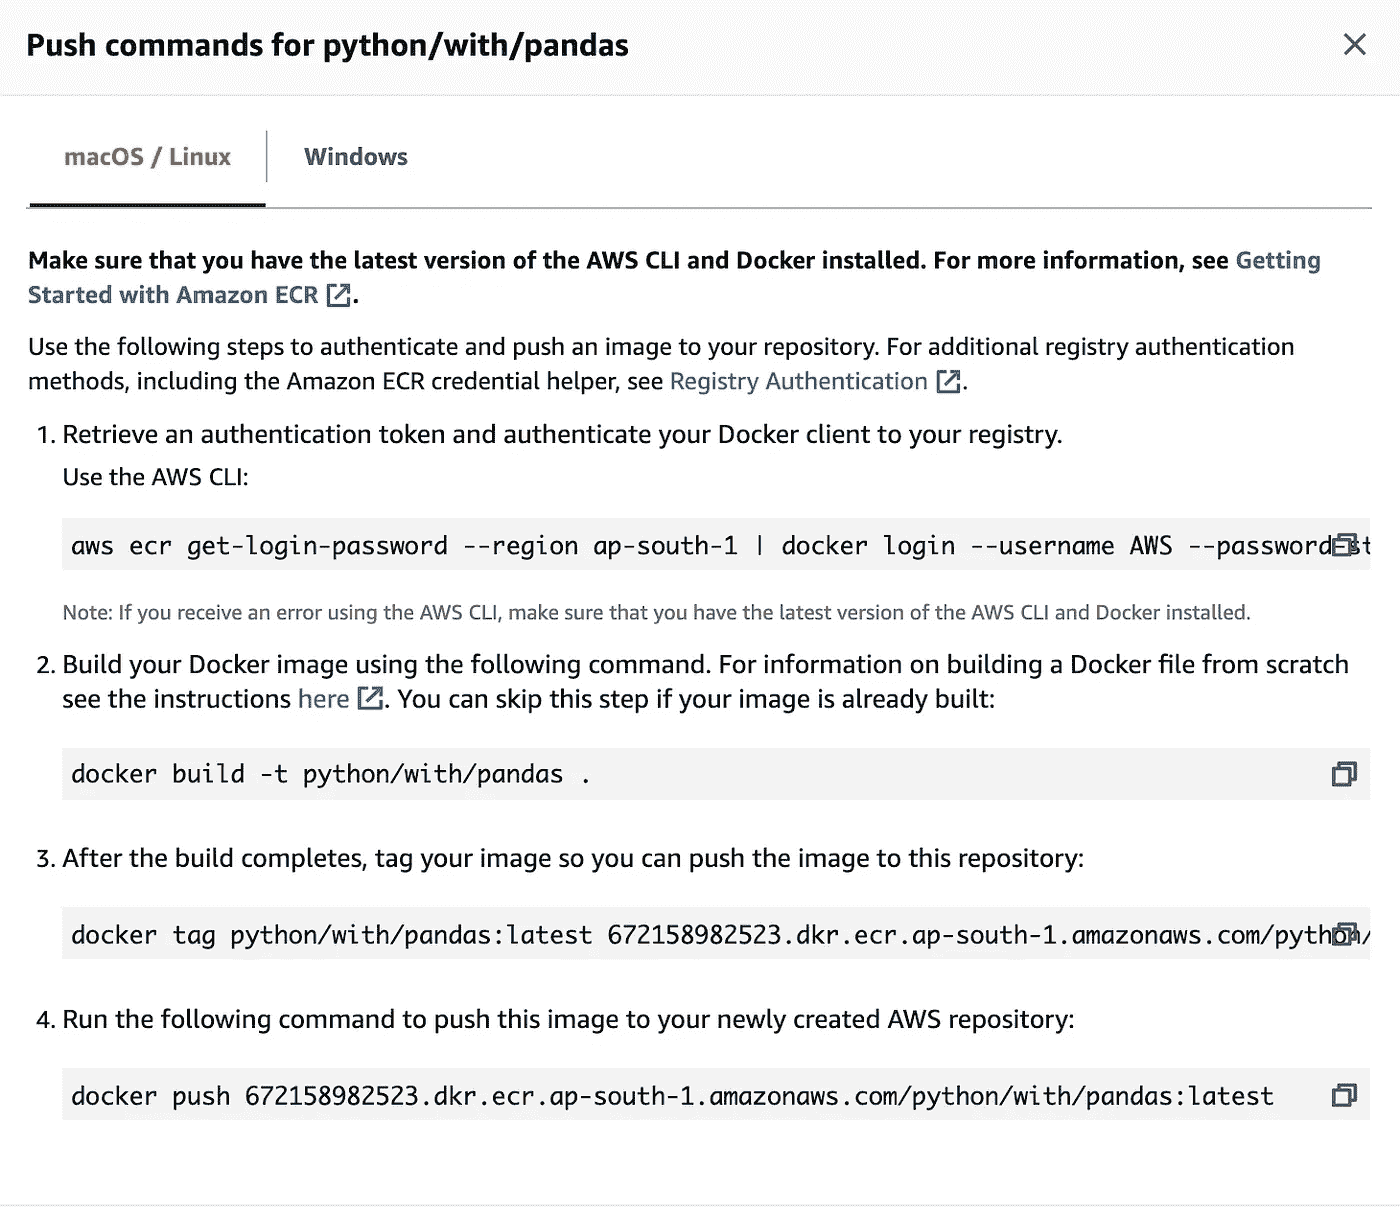 Push commands for python/with/pandas
macOS / Linux
Windows
Make sure that you have the latest version of the AWS CLI and Docker installed. For more information, see Getting
Started with Amazon ECR.
Use the following steps to authenticate and push an image to your repository. For additional registry authentication
methods, including the Amazon ECR credential helper, see Registry Authentication.
1. Retrieve an authentication token and authenticate your Docker client to your registry.
Use the AWS CLI:
aws ecr get-login-password --region ap-south-1 | docker login --username AWS --password-st
Note: If you receive an error using the AWS CLI, make sure that you have the latest version of the AWS CLI and Docker installed.
2. Build your Docker image using the following command. For information on building a Docker file from scratch
see the instructions here. You can skip this step if your image is already built:
docker build -t python/with/pandas .
3. After the build completes, tag your image so you can push the image to this repository:
docker tag python/with/pandas:latest 672158982523.dkr.ecr.ap-south-1.amazonaws.com/python/
4. Run the following command to push this image to your newly created AWS repository:
docker push 672158982523.dkr.ecr.ap-south-1.amazonaws.com/python/with/pandas:latest